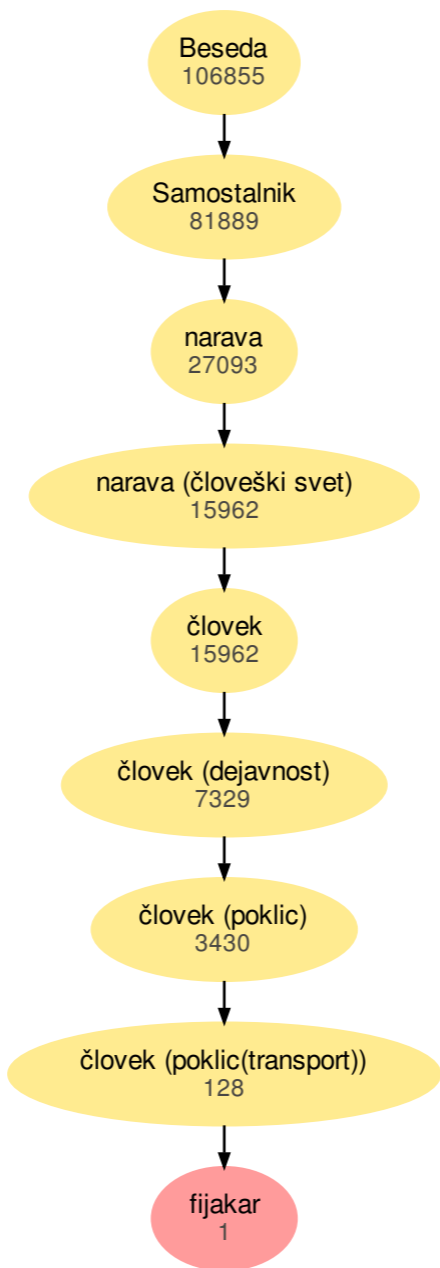 Beseda
106855
Samostalnik
81889
narava
27093
narava (človeški svet)
15962
človek
15962
človek (dejavnost)
7329
človek (poklic)
3430
človek (poklic(transport))
128
fijakar
1